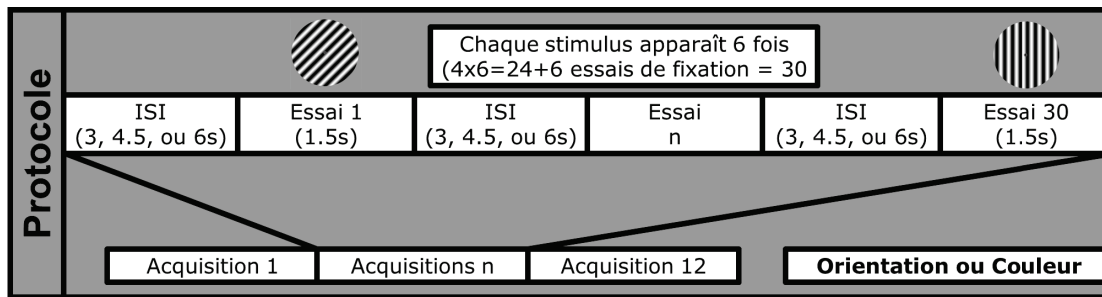 Protocole
Chaque stimulus apparaît 6 fois
(4x6=24+6 essais de fixation = 30
ISI
(3, 4.5, ou 6s)
Essai 1
(1.5s)
ISI
(3, 4.5, ou 6s)
Essai
n
ISI
(3, 4.5, ou 6s)
Essai 30
(1.5s)
Acquisition 1
Acquisitions n
Acquisition 12
Orientation ou Couleur